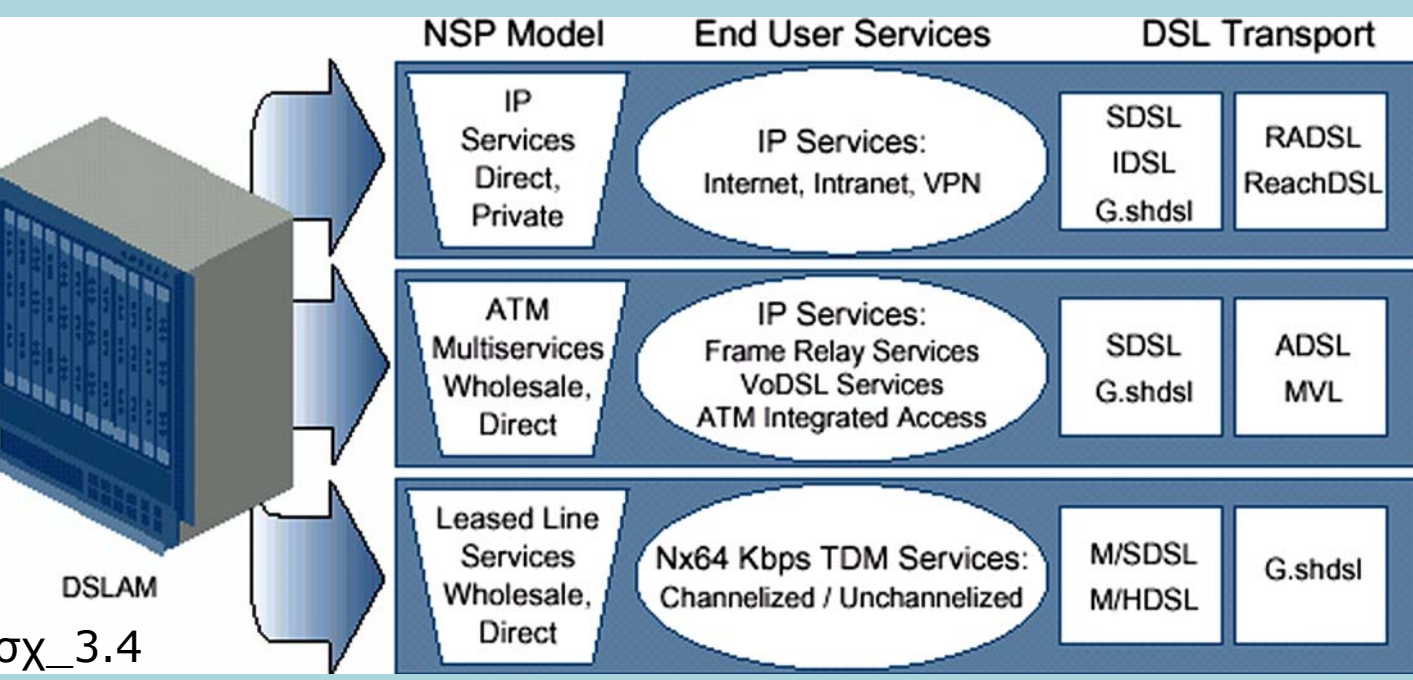 NSP Model
End User Services
DSL Transport
IP
Services
Direct,
Private
IP Services:
Internet, Intranet, VPN
SDSL
IDSL
G.shdsl
RADSL
ReachDSL
ATM
Multiservices
Wholesale,
Direct
IP Services:
Frame Relay Services
VoDSL Services
ATM Integrated Access
SDSL
G.shdsl
ADSL
MVL
Leased Line
Services
Wholesale,
Direct
Nx64 Kbps TDM Services:
Channelized / Unchannelized
M/SDSL
M/HDSL
G.shdsl
DSLAM
σχ_3.4